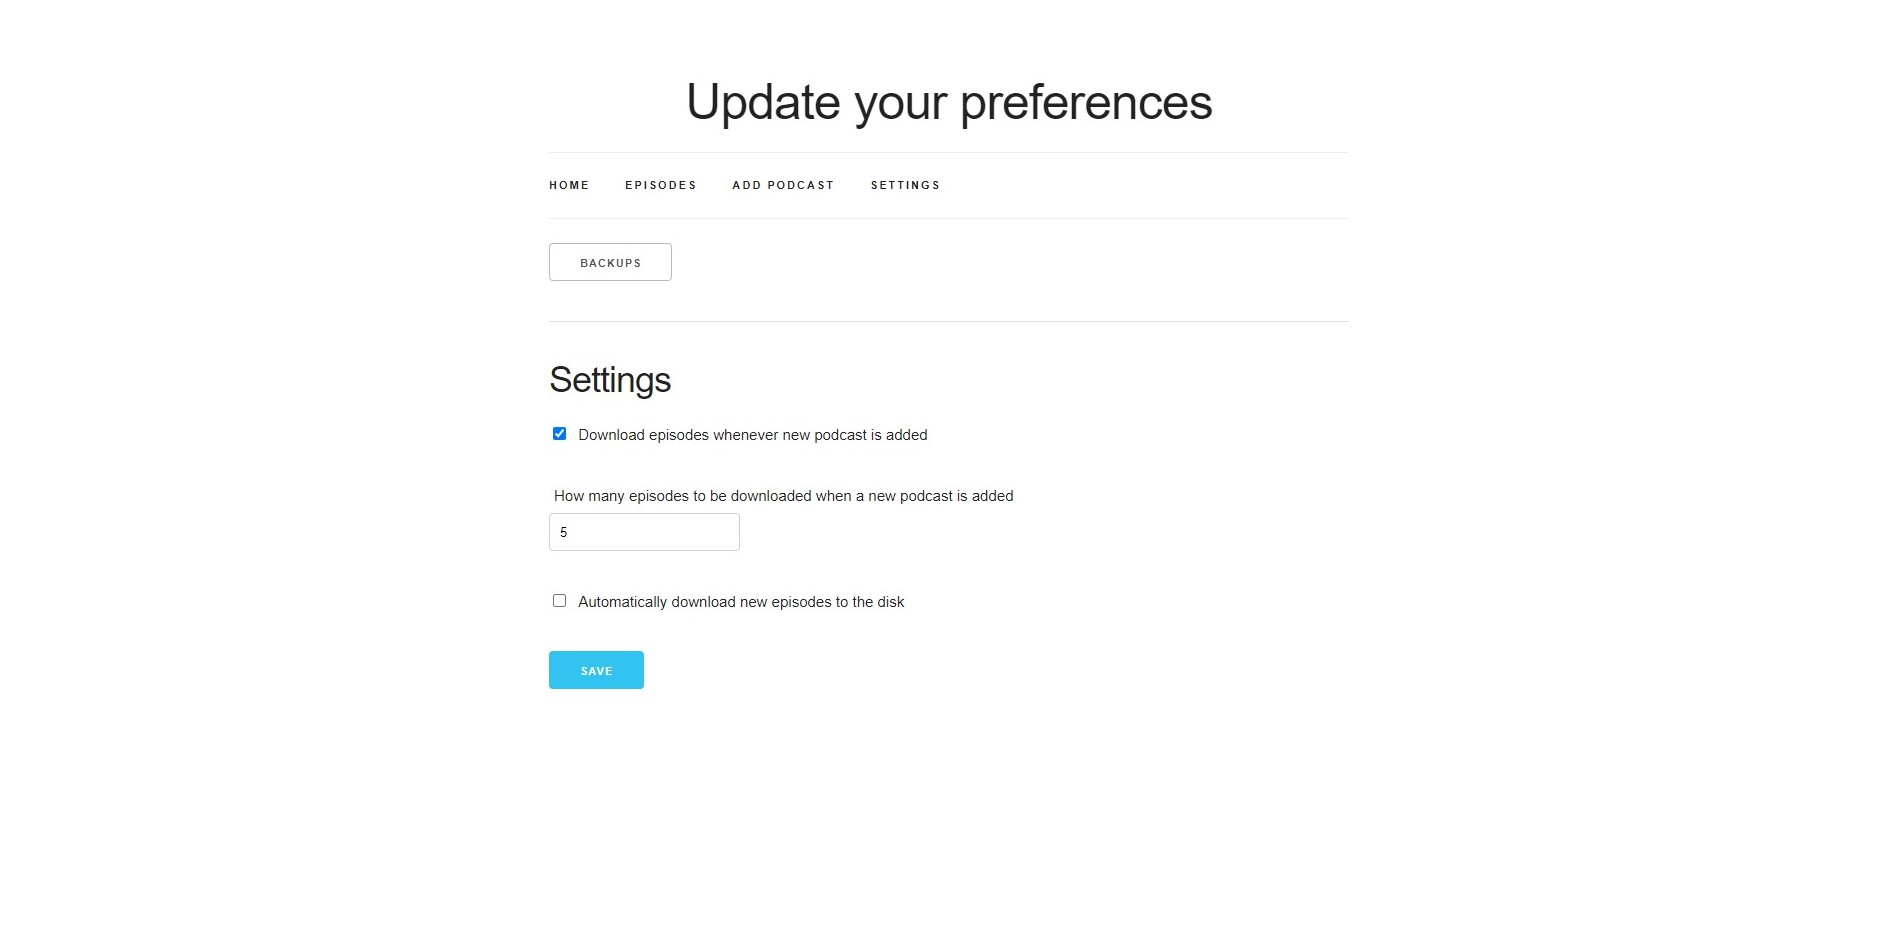 Update your preferences
HOME EPISODES ADD PODCAST SETTINGS
BACKUPS
Settings
Download episodes whenever new podcast is added
How many episodes to be downloaded when a new podcast is added
5
Automatically download new episodes to the disk
SAVE